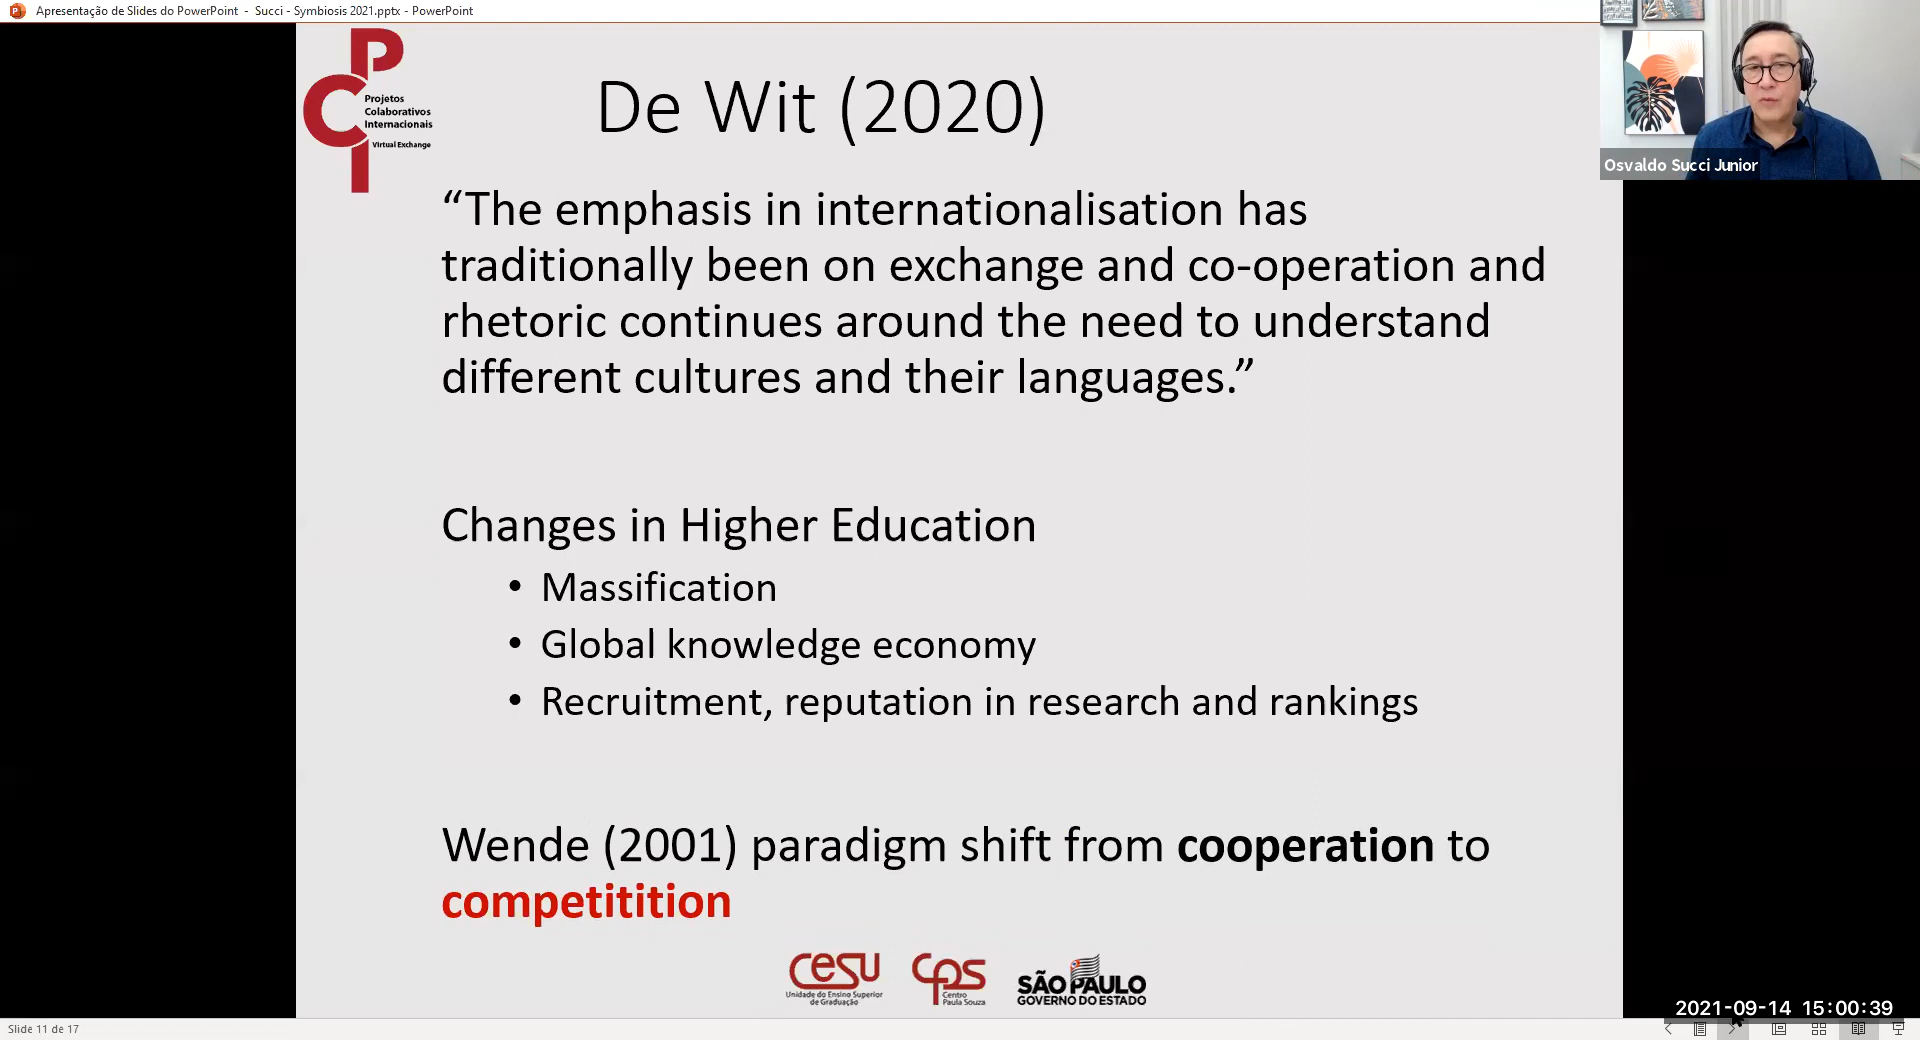 Apresentação de Slides do PowerPoint - Succi - Symbiosis 2021.pptx - PowerPoint
PCI
Projetos
Colaborativos
Internacionais
Virtual Exchange
De Wit (2020)
Osvaldo Succi Junior
“The emphasis in internationalisation has
traditionally been on exchange and co-operation and
rhetoric continues around the need to understand
different cultures and their languages.”
Changes in Higher Education
• Massification
• Global knowledge economy
• Recruitment, reputation in research and rankings
Wende (2001) paradigm shift from cooperation to
competitition
cesu
Unidade do Ensino Superior
de Graduação
cps
Centro
Paula Souza
SÃO PAULO
GOVERNO DO ESTADO
2021-09-14 15:00:39
Slide 11 de 17